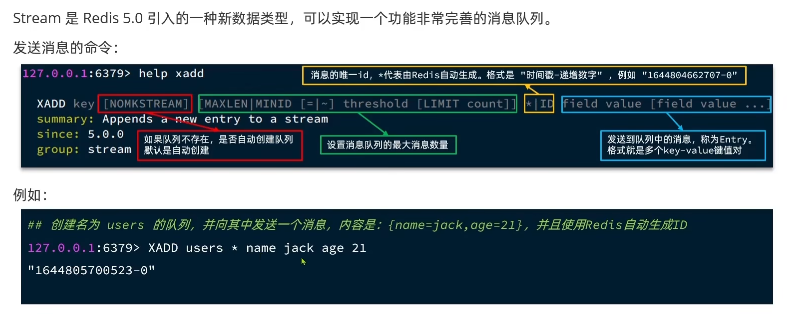 Stream 是 Redis 5.0 引入的一种新数据类型，可以实现一个功能非常完善的消息队列。
发送消息的命令：
127.0.0.1:6379> help xadd
消息的唯一id，*代表由Redis自动生成。格式是 "时间戳-递增数字" ，例如 "1644804662707-0"
XADD key [NOMKSTREAM] [MAXLEN|MINID [=|~] threshold [LIMIT count]] *|ID field value [field value ...]
summary: Appends a new entry to a stream
since: 5.0.0
group: stream
如果队列不存在，是否自动创建队列
默认是自动创建
设置消息队列的最大消息数量
发送到队列中的消息，称为Entry。
格式就是多个key-value键值对
例如：
## 创建名为 users 的队列，并向其中发送一个消息，内容是：{name=jack,age=21}，并且使用Redis自动生成ID
127.0.0.1:6379> XADD users * name jack age 21
"1644805700523-0"